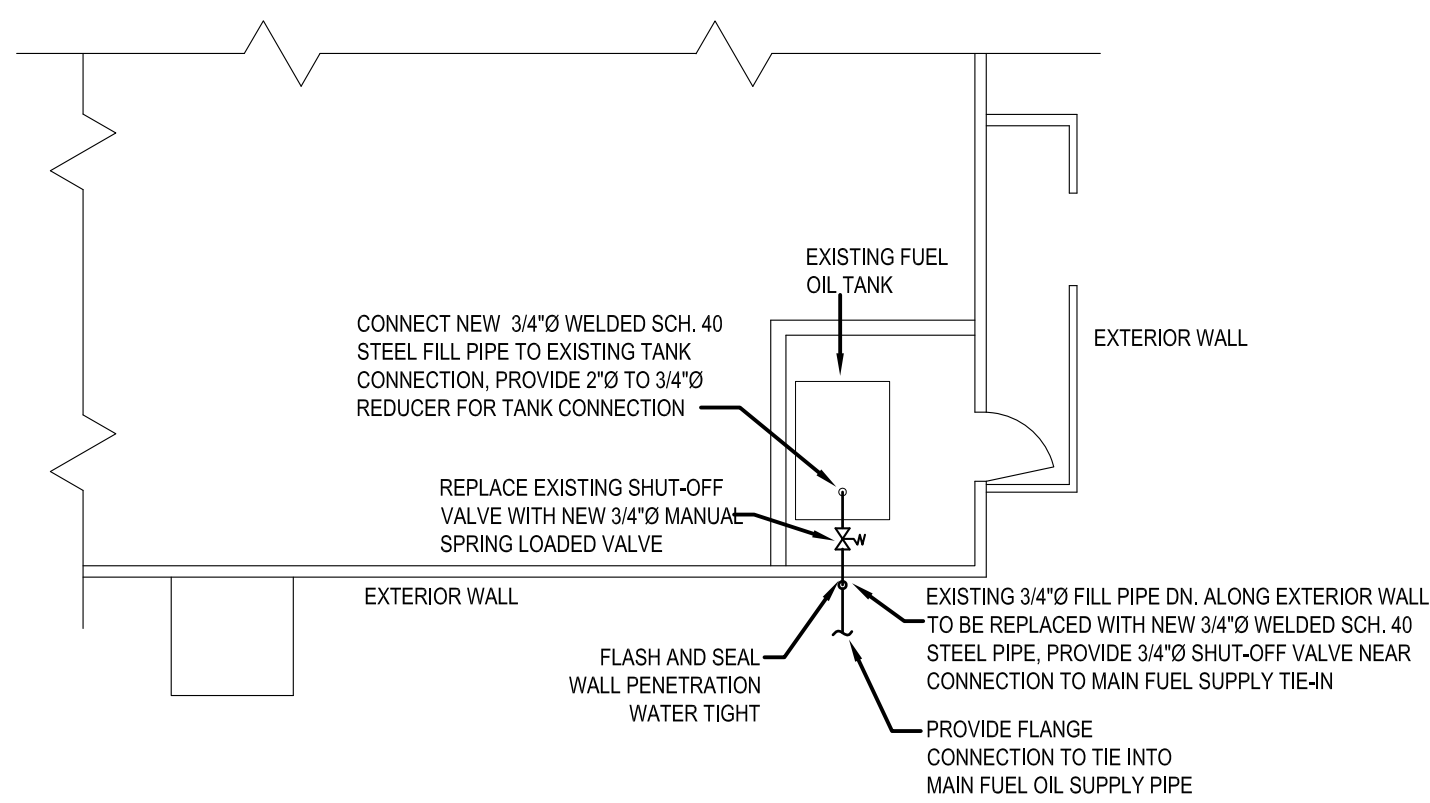 EXISTING FUEL
OIL TANK
CONNECT NEW 3/4"Ø WELDED SCH. 40
STEEL FILL PIPE TO EXISTING TANK
CONNECTION, PROVIDE 2"Ø TO 3/4"Ø
REDUCER FOR TANK CONNECTION
EXTERIOR WALL
REPLACE EXISTING SHUT-OFF
VALVE WITH NEW 3/4"Ø MANUAL
SPRING LOADED VALVE
EXTERIOR WALL
EXISTING 3/4"Ø FILL PIPE DN. ALONG EXTERIOR WALL
TO BE REPLACED WITH NEW 3/4"Ø WELDED SCH. 40
STEEL PIPE, PROVIDE 3/4"Ø SHUT-OFF VALVE NEAR
CONNECTION TO MAIN FUEL SUPPLY TIE-IN
FLASH AND SEAL
WALL PENETRATION
WATER TIGHT
PROVIDE FLANGE
CONNECTION TO TIE INTO
MAIN FUEL OIL SUPPLY PIPE